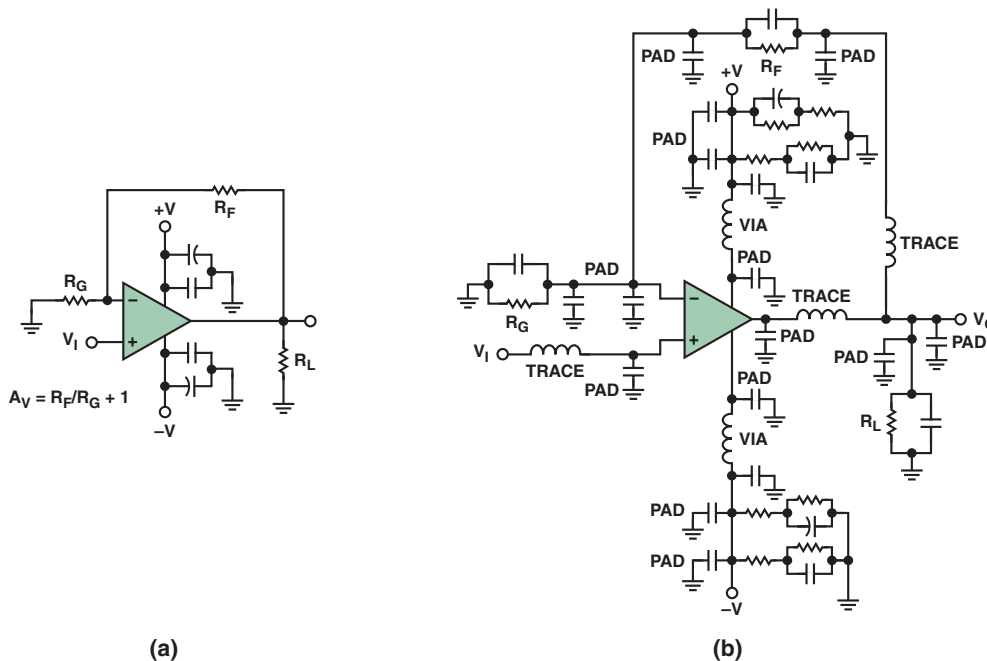 +V
R_F
R_G
V_I
R_L
A_V = R_F/R_G + 1
−V
(a)
PAD
R_F
PAD
+V
PAD
VIA
TRACE
PAD
PAD
R_G
TRACE
PAD
V_I
TRACE
PAD
PAD
PAD
PAD
R_L
VIA
PAD
PAD
−V
(b)